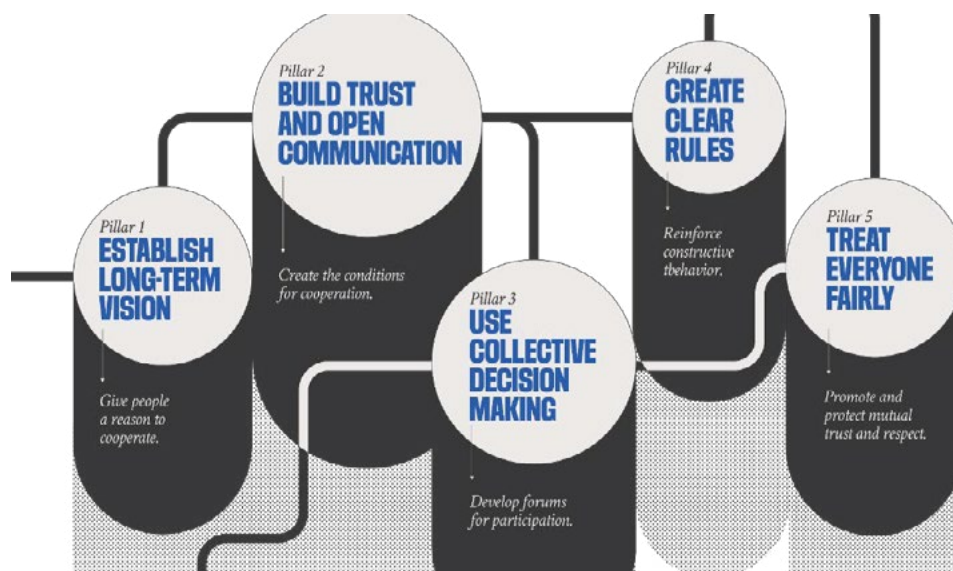 Pillar 1
ESTABLISH
LONG-TERM
VISION
Give people
a reason to
cooperate.
Pillar 2
BUILD TRUST
AND OPEN
COMMUNICATION
Create the conditions
for cooperation.
Pillar 3
USE
COLLECTIVE
DECISION
MAKING
Develop forums
for participation.
Pillar 4
CREATE
CLEAR
RULES
Reinforce
constructive
tbehavior.
Pillar 5
TREAT
EVERYONE
FAIRLY
Promote and
protect mutual
trust and respect.